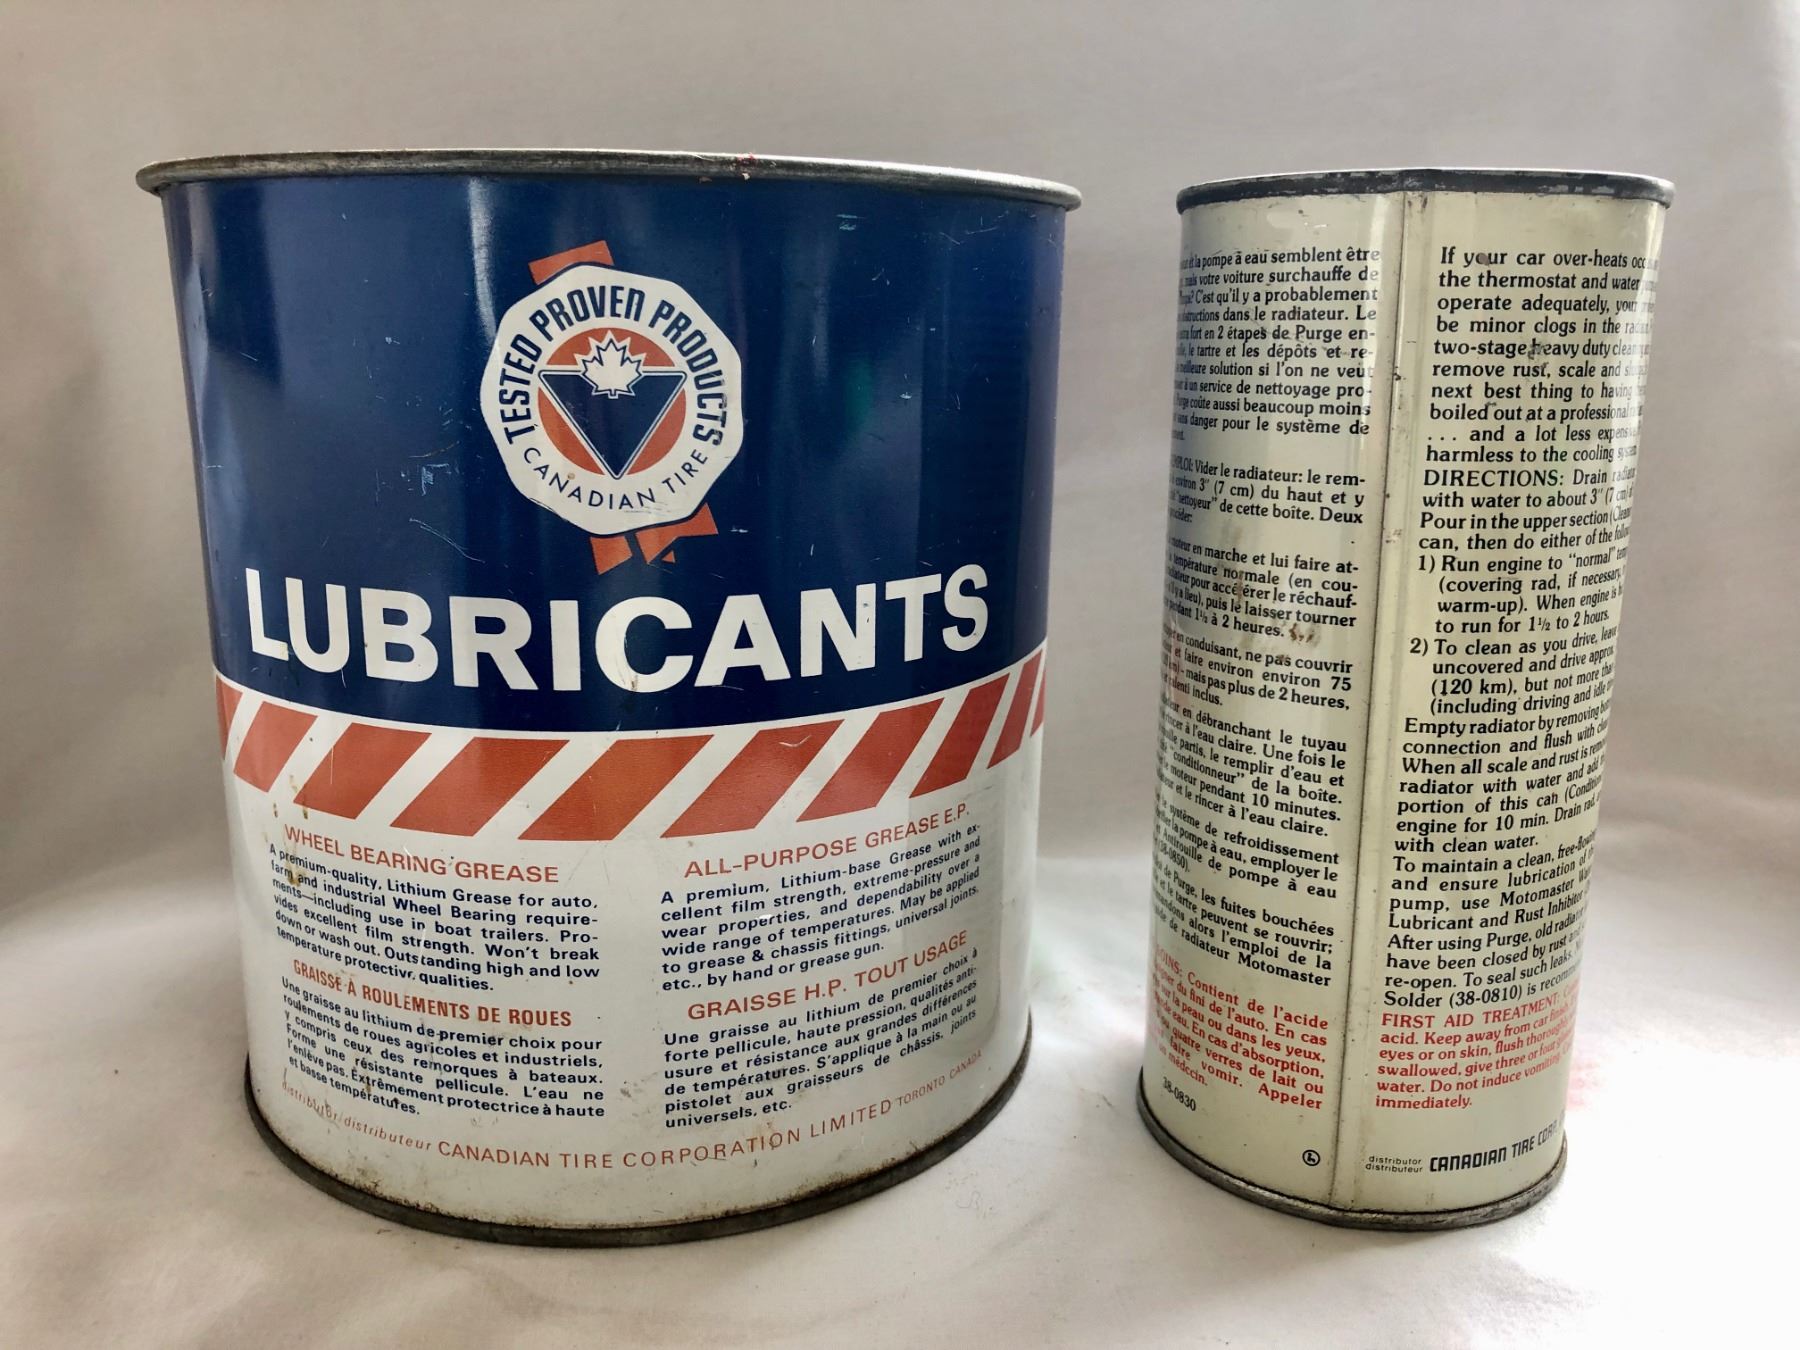 TESTED PROVEN PRODUCTS
CANADIAN TIRE
LUBRICANTS
WHEEL BEARING GREASE
A premium-quality, Lithium Grease for auto,
farm and industrial Wheel Bearing require-
ments—including use in boat trailers. Pro-
vides excellent film strength. Won't break
down or wash out. Outstanding high and low
temperature protective qualities.
GRAISSE À ROULEMENTS DE ROUES
Une graisse au lithium de premier choix pour
roulements de roues agricoles et industriels,
y compris ceux des remorques à bateaux.
Forme une résistante pellicule. L'eau ne
l'enlève pas. Extrêmement protectrice à haute
et basse températures.
ALL-PURPOSE GREASE E.P.
A premium, Lithium-base Grease with ex-
cellent film strength, extreme-pressure and
wear properties, and dependability over a
wide range of temperatures. May be applied
to grease & chassis fittings, universal joints,
etc., by hand or grease gun.
GRAISSE H.P. TOUT USAGE
Une graisse au lithium de premier choix à
forte pellicule, haute pression, qualités anti-
usure et résistance aux grandes différences
de températures. S'applique à la main ou au
pistolet aux graisseurs de châssis, joints
universels, etc.
distributor/distributeur CANADIAN TIRE CORPORATION LIMITED TORONTO CANADA
et la pompe à eau semblent être
mais votre voiture surchauffe de
C'est qu'il y a probablement
dans le radiateur. Le
fort en 2 étapes de Purge en-
le tartre et les dépôts et re-
meilleure solution si l'on ne veut
à un service de nettoyage pro-
Purge coûte aussi beaucoup moins
sans danger pour le système de
Vider le radiateur: le rem-
environ 3" (7 cm) du haut et y
"nettoyeur" de cette boîte. Deux
moteur en marche et lui faire at-
température normale (en cou-
pour accélérer le réchauf-
lieu), puis le laisser tourner
pendant 1½ à 2 heures.
en conduisant, ne pas couvrir
et faire environ environ 75
mais pas plus de 2 heures,
ralenti inclus.
en débranchant le tuyau
à l'eau claire. Une fois le
partis, le remplir d'eau et
"conditionneur" de la boîte.
le moteur pendant 10 minutes.
et le rincer à l'eau claire.
le système de refroidissement
la pompe à eau, employer le
et Antirouille de pompe à eau
(38-0850).
de Purge, les fuites bouchées
et le tartre peuvent se rouvrir;
alors l'emploi de la
de radiateur Motomaster
Contient de l'acide
du fini de l'auto. En cas
sur la peau ou dans les yeux,
eau. En cas d'absorption,
quatre verres de lait ou
faire vomir. Appeler
un médecin.
38-0830
If your car over-heats
the thermostat and water
operate adequately,
be minor clogs in the
two-stage heavy duty
remove rust, scale and
next best thing to having
boiled out at a professional
. . . and a lot less
harmless to the cooling
DIRECTIONS: Drain
with water to about 3" (7 cm)
Pour in the upper section
can, then do either of the
1) Run engine to "normal"
(covering rad, if necessary,
warm-up). When engine is
to run for 1½ to 2 hours.
2) To clean as you drive, leave
uncovered and drive approx.
(120 km), but not more than
(including driving and idle
Empty radiator by removing
connection and flush with
When all scale and rust is
radiator with water and add
portion of this can
engine for 10 min. Drain rad
with clean water.
To maintain a clean, free-flowing
and ensure lubrication of
pump, use Motomaster
Lubricant and Rust Inhibitor
After using Purge, old
have been closed by rust
re-open. To seal such leaks,
Solder (38-0810) is
FIRST AID TREATMENT:
acid. Keep away from car
eyes or on skin, flush
swallowed, give three or four
water. Do not induce vomiting.
immediately.
distributor
distributeur CANADIAN TIRE CORP.